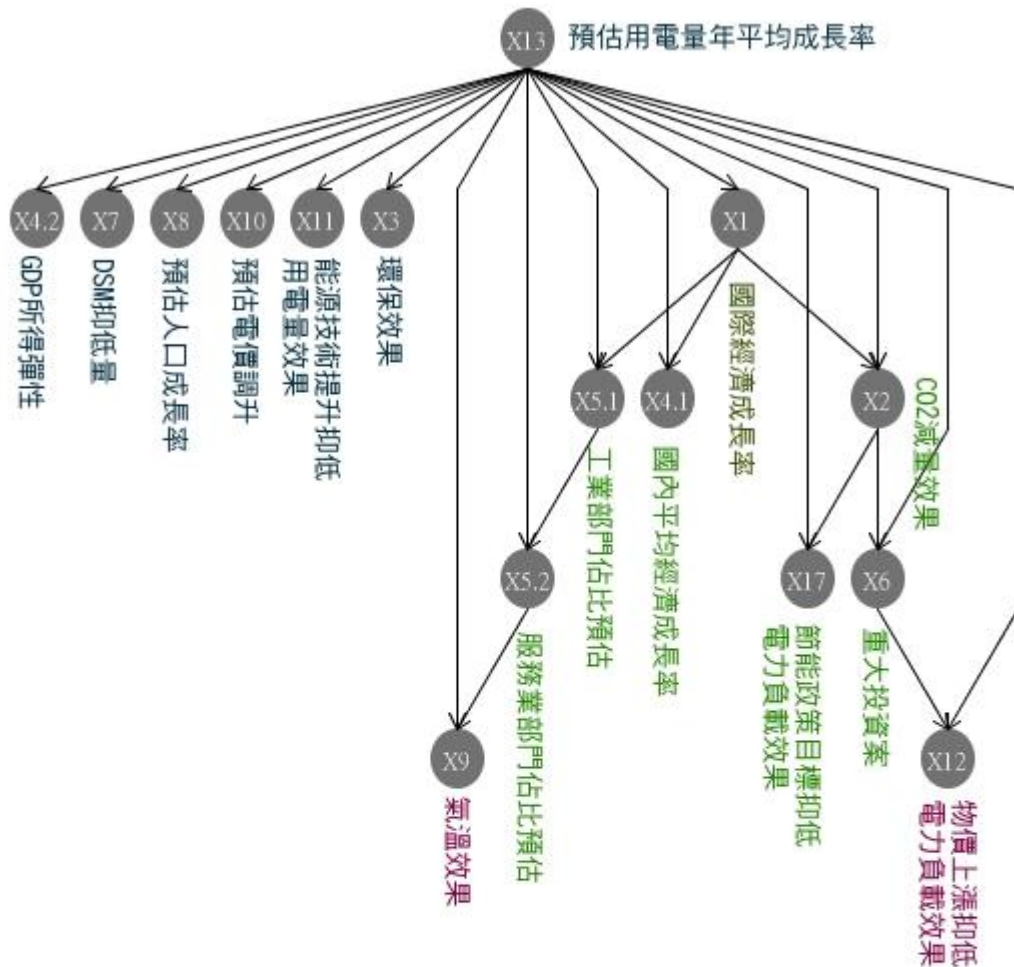 X13 預估用電量年平均成長率
X4.2
X7
X8
X10
X11
X3
X1
GDP所得彈性
DSM抑低量
預估人口成長率
預估電價調升
能源技術提升抑低
用電量效果
環保效果
國際經濟成長率
X5.1
X4.1
X2
CO2減量效果
工業部門佔比預估
國內平均經濟成長率
X5.2
X17
X6
服務業部門佔比預估
節能政策目標抑低
電力負載效果
重大投資案
X9
X12
氣溫效果
物價上漲抑低
電力負載效果